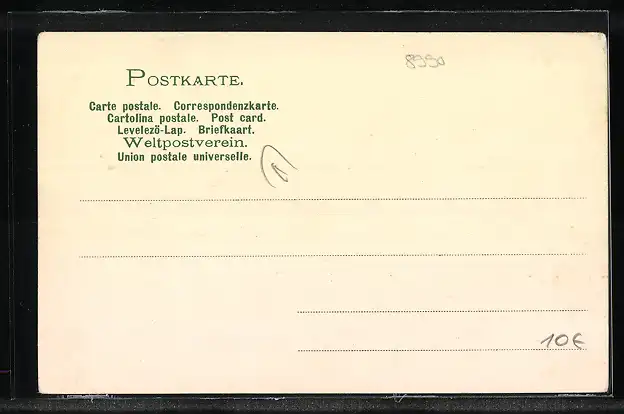 8990
POSTKARTE.
Carte postale. Correspondenzkarte.
Cartolina postale. Post card.
Levelező-Lap. Briefkaart.
Weltpostverein.
Union postale universelle.
10€